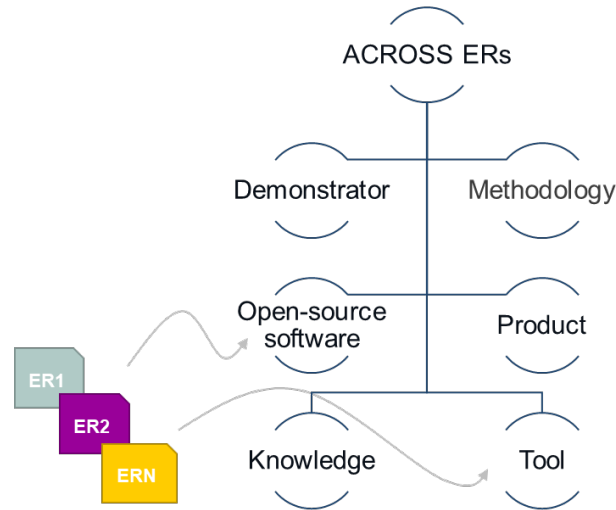 ACROSS ERs
Demonstrator
Methodology
Open-source
software
Product
ER1
ER2
ERN
Knowledge
Tool